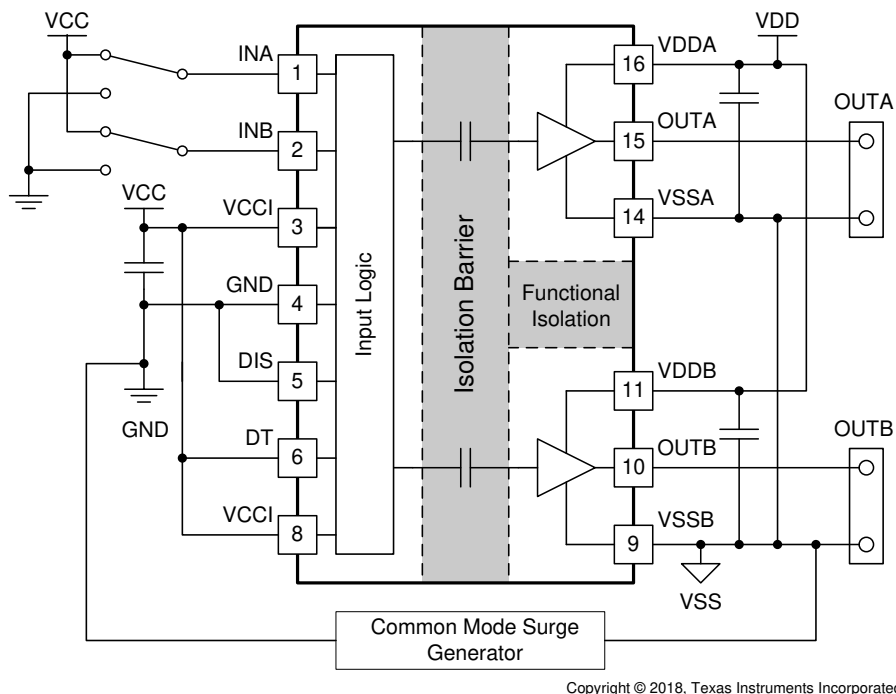 VCC
INA
1
INB
2
VCC
VCCI
3
GND
4
DIS
5
GND
DT
6
VCCI
8
Input Logic
Isolation Barrier
Functional
Isolation
VDDA
16
VDD
OUTA
15
OUTA
VSSA
14
VDDB
11
OUTB
10
OUTB
VSSB
9
VSS
Common Mode Surge
Generator
Copyright © 2018, Texas Instruments Incorporated